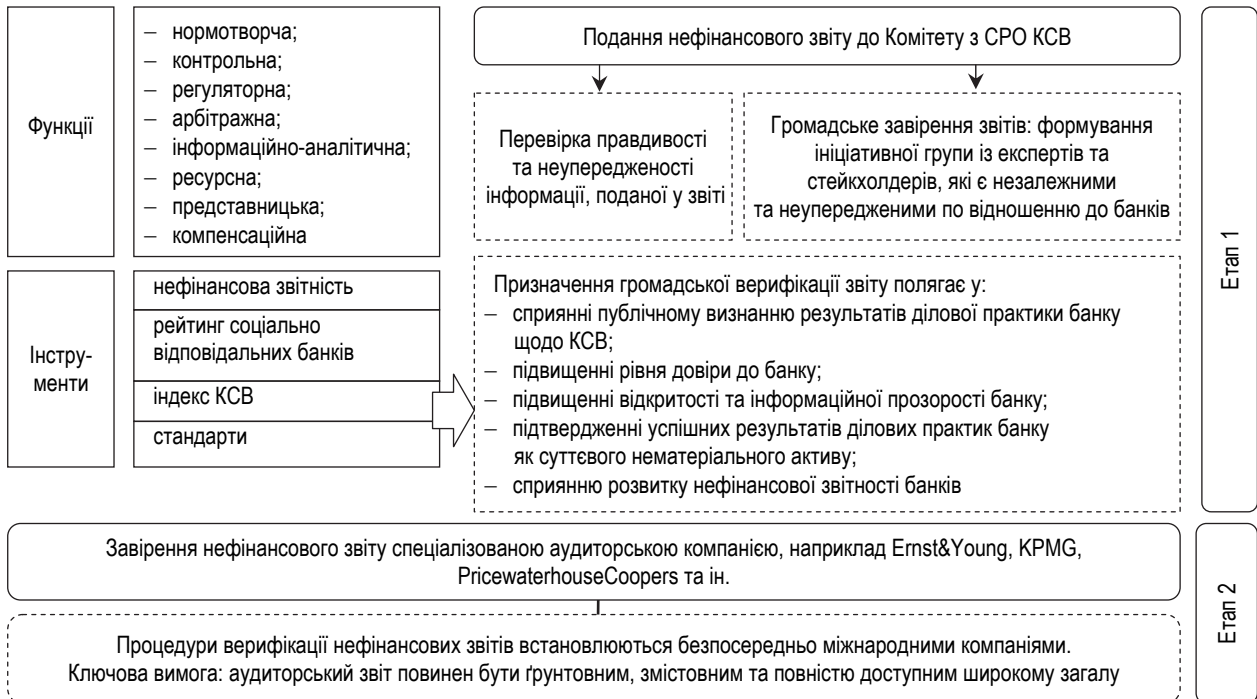 Функції
– нормотворча;
– контрольна;
– регуляторна;
– арбітражна;
– інформаційно-аналітична;
– ресурсна;
– представницька;
– компенсаційна
Подання нефінансового звіту до Комітету з СРО КСВ
Перевірка правдивості
та неупередженості
інформації, поданої у звіті
Громадське завірення звітів: формування
ініціативної групи із експертів та
стейкхолдерів, які є незалежними
та неупередженими по відношенню до банків
Інстру-
менти
нефінансова звітність
рейтинг соціально
відповідальних банків
індекс КСВ
стандарти
Призначення громадської верифікації звіту полягає у:
– сприянні публічному визнанню результатів ділової практики банку
щодо КСВ;
– підвищенні рівня довіри до банку;
– підвищенні відкритості та інформаційної прозорості банку;
– підтвердженні успішних результатів ділових практик банку
як суттєвого нематеріального активу;
– сприянню розвитку нефінансової звітності банків
Етап 1
Завірення нефінансового звіту спеціалізованою аудиторською компанією, наприклад Ernst&Young, KPMG,
PricewaterhouseCoopers та ін.
Процедури верифікації нефінансових звітів встановлюються безпосередньо міжнародними компаніями.
Ключова вимога: аудиторський звіт повинен бути ґрунтовним, змістовним та повністю доступним широкому загалу
Етап 2